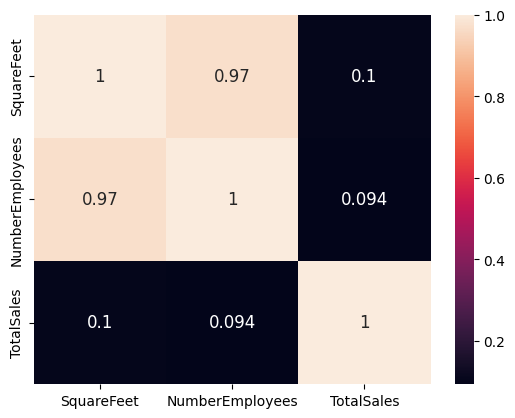 SquareFeet 1 0.97 0.1
NumberEmployees 0.97 1 0.094
TotalSales 0.1 0.094 1
SquareFeet NumberEmployees TotalSales
1.0
0.8
0.6
0.4
0.2